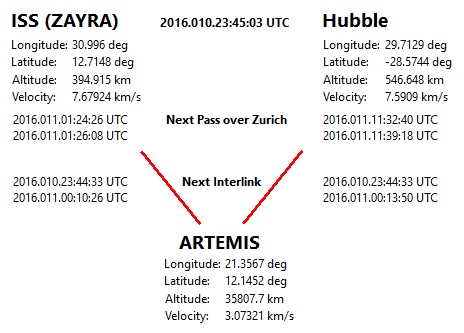 ISS (ZAYRA) 2016.010.23:45:03 UTC Hubble
Longitude: 30.996 deg Longitude: 29.7129 deg
Latitude: 12.7148 deg Latitude: -28.5744 deg
Altitude: 394.915 km Altitude: 546.648 km
Velocity: 7.67924 km/s Velocity: 7.5909 km/s
2016.011.01:24:26 UTC Next Pass over Zurich 2016.011.11:32:40 UTC
2016.011.01:26:08 UTC 2016.011.11:39:18 UTC
2016.010.23:44:33 UTC Next Interlink 2016.010.23:44:33 UTC
2016.011.00:10:26 UTC 2016.011.00:13:50 UTC
ARTEMIS
Longitude: 21.3567 deg
Latitude: 12.1452 deg
Altitude: 35807.7 km
Velocity: 3.07321 km/s